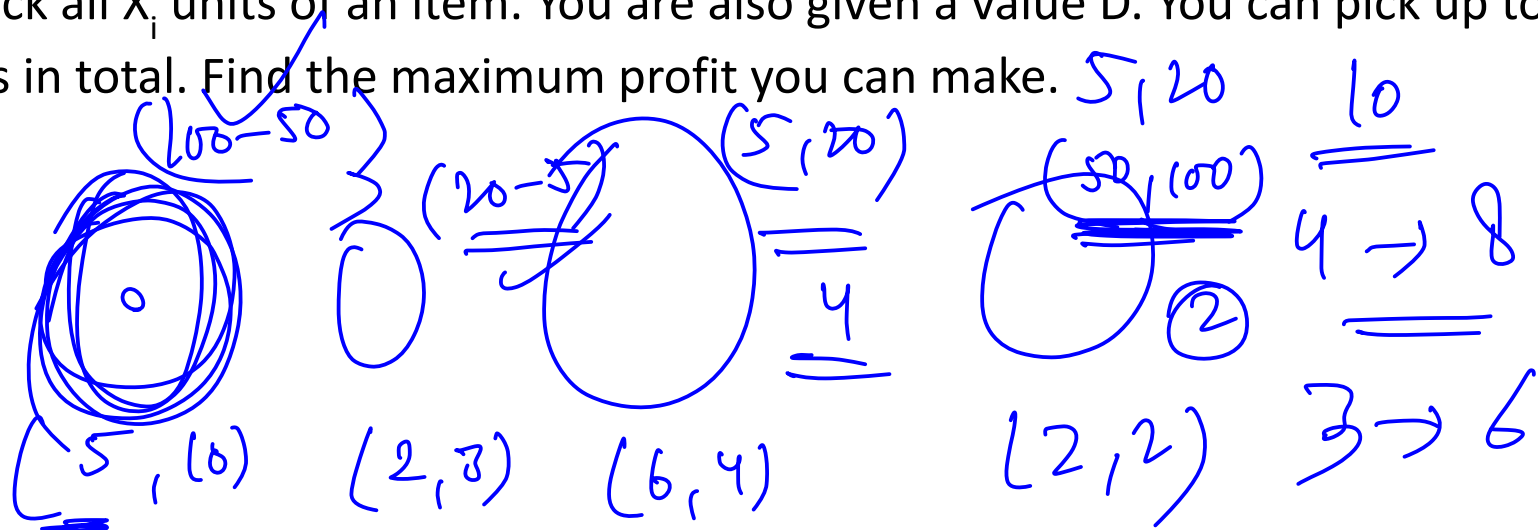 ck all Xi units of an item. You are also given a value D. You can pick up to
s in total. Find the maximum profit you can make.
5,20 10
(100-50 } (20-5) (5,20) (50,100)
4 → 8
0 4 2
3 → 6
(5,10) (2,3) (6,4) (2,2)